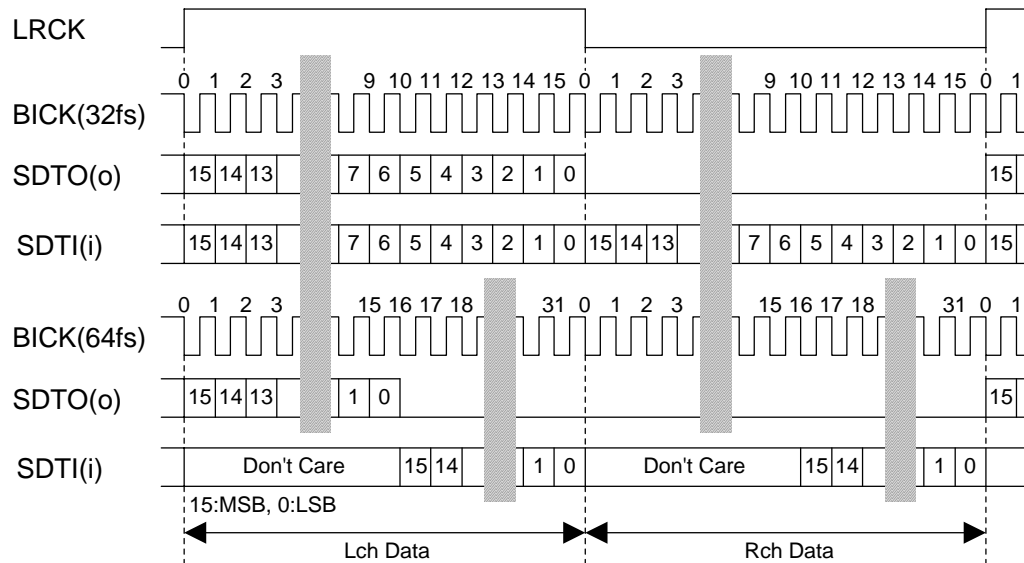 LRCK
0 1 2 3 9 10 11 12 13 14 15 0 1 2 3 9 10 11 12 13 14 15 0 1
BICK(32fs)
SDTO(o) 15 14 13 7 6 5 4 3 2 1 0 15
SDTI(i) 15 14 13 7 6 5 4 3 2 1 0 15 14 13 7 6 5 4 3 2 1 0 15
0 1 2 3 15 16 17 18 31 0 1 2 3 15 16 17 18 31 0 1
BICK(64fs)
SDTO(o) 15 14 13 1 0 15
SDTI(i) Don't Care 15 14 1 0 Don't Care 15 14 1 0
15:MSB, 0:LSB
Lch Data Rch Data